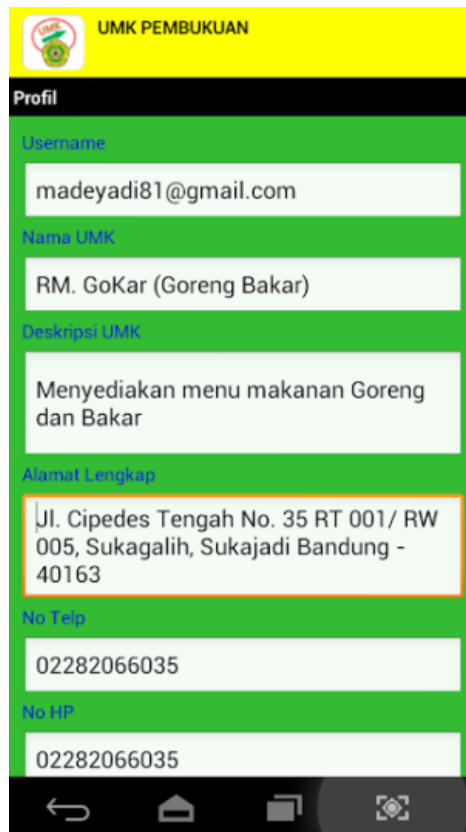 UMK
UMK PEMBUKUAN
Profil
Username
madeyadi81@gmail.com
Nama UMK
RM. GoKar (Goreng Bakar)
Deskripsi UMK
Menyediakan menu makanan Goreng
dan Bakar
Alamat Lengkap
Jl. Cipedes Tengah No. 35 RT 001/ RW
005, Sukagalih, Sukajadi Bandung -
40163
No Telp
02282066035
No HP
02282066035